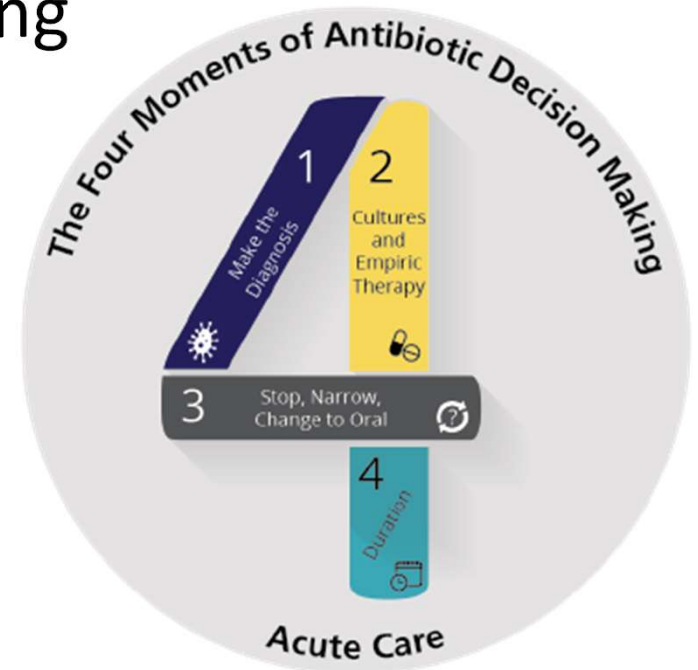 ng
The Four Moments of Antibiotic Decision Making
1
Make the
Diagnosis
2
Cultures
and
Empiric
Therapy
3
Stop, Narrow,
Change to Oral
?
4
Duration
Acute Care